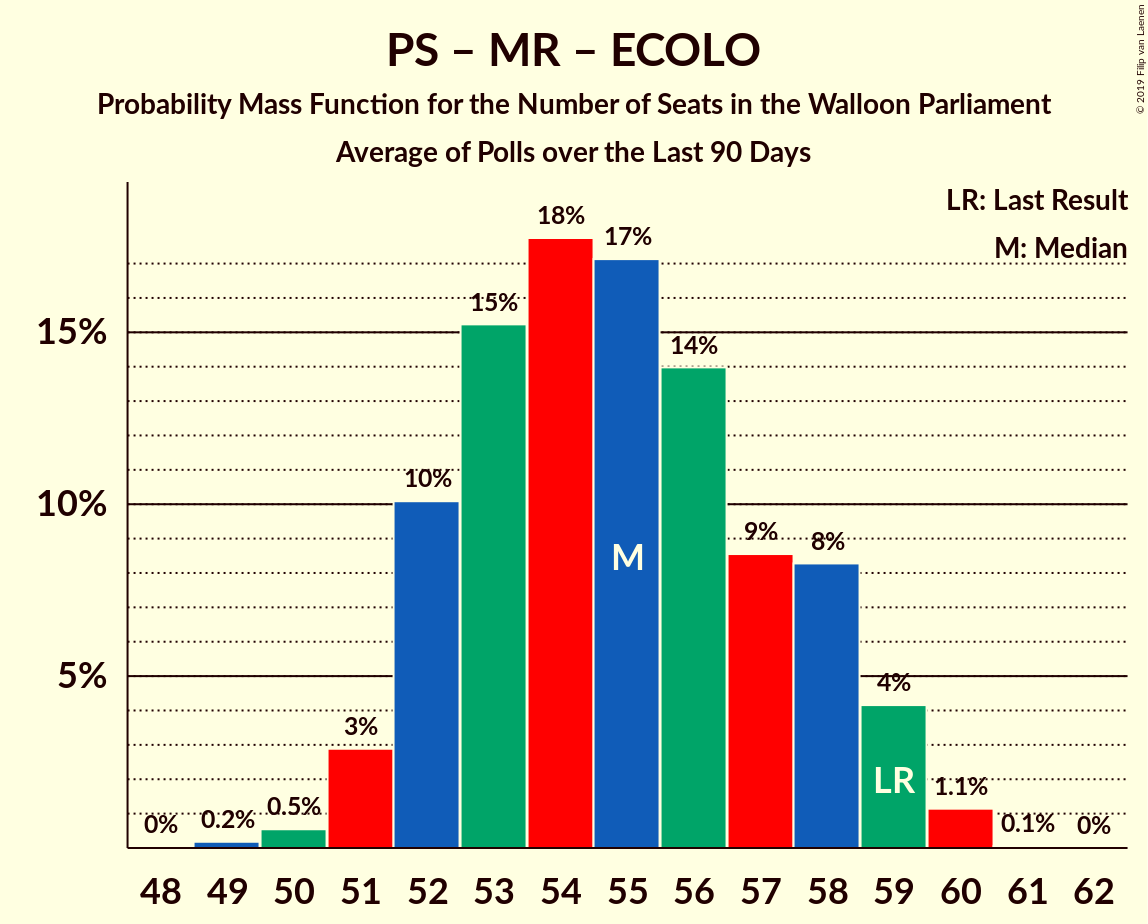 PS – MR – ECOLO
Probability Mass Function for the Number of Seats in the Walloon Parliament
Average of Polls over the Last 90 Days
© 2019 Filip van Laenen
LR: Last Result
M: Median
15%
10%
5%
0%
0.2%
0.5%
3%
10%
15%
18%
17%
14%
9%
8%
4%
1.1%
0.1%
0%
M
LR
48 49 50 51 52 53 54 55 56 57 58 59 60 61 62